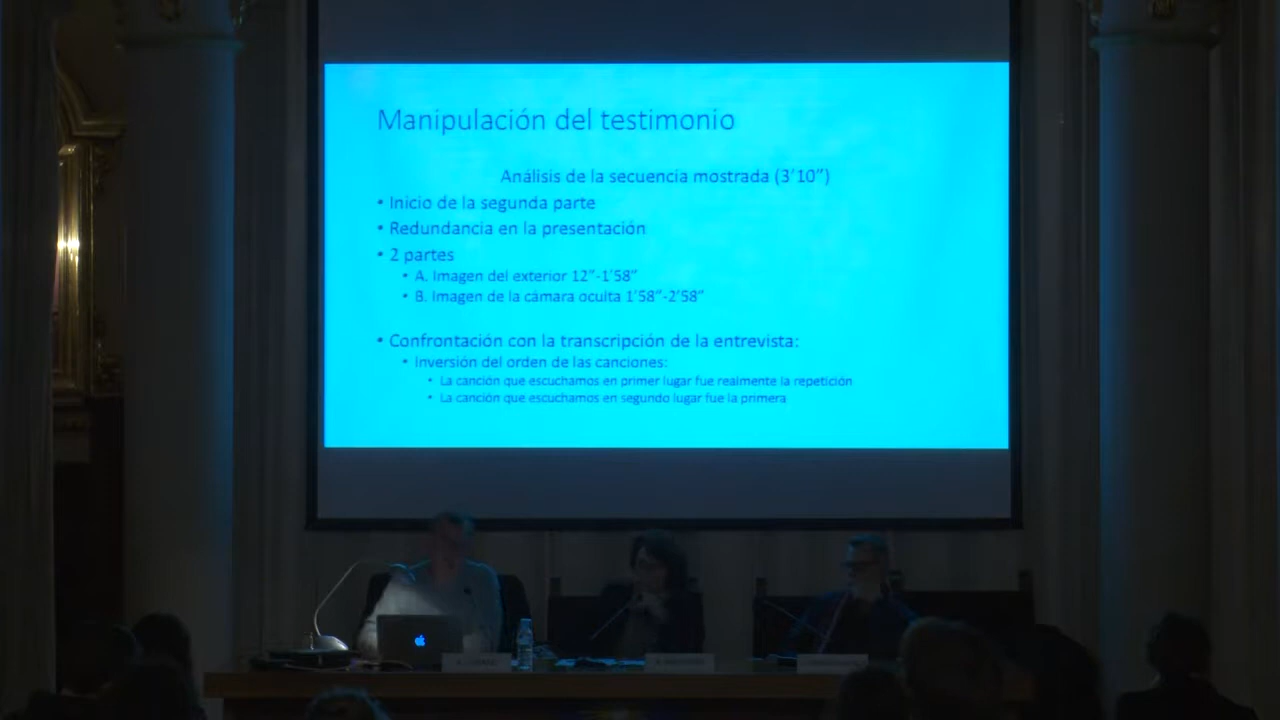 Manipulación del testimonio
Análisis de la secuencia mostrada (3'10")
• Inicio de la segunda parte
• Redundancia en la presentación
• 2 partes
• A. Imagen del exterior 12"-1'58"
• B. Imagen de la cámara oculta 1'58"-2'58"
• Confrontación con la transcripción de la entrevista:
• Inversión del orden de las canciones:
• La canción que escuchamos en primer lugar fue realmente la repetición
• La canción que escuchamos en segundo lugar fue la primera